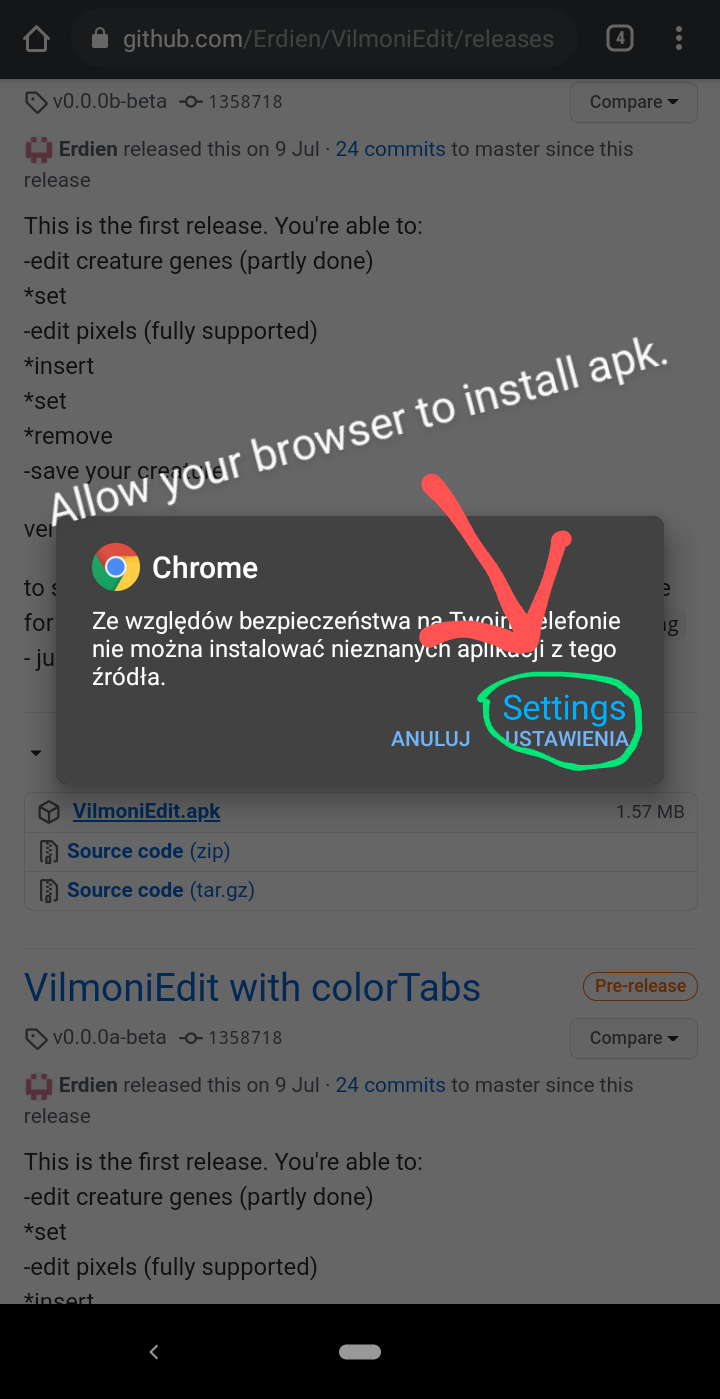 github.com/Erdien/VilmoniEdit/releases
4
v0.0.0b-beta 1358718
Compare
Erdien released this on 9 Jul · 24 commits to master since this
release
This is the first release. You're able to:
-edit creature genes (partly done)
*set
-edit pixels (fully supported)
*insert
*set
*remove
-save your creature
Allow your browser to install apk.
Chrome
Ze względów bezpieczeństwa na Twoim telefonie
nie można instalować nieznanych aplikacji z tego
źródła.
Settings
ANULUJ USTAWIENIA
to
for
VilmoniEdit.apk 1.57 MB
Source code (zip)
Source code (tar.gz)
VilmoniEdit with colorTabs
Pre-release
v0.0.0a-beta 1358718
Compare
Erdien released this on 9 Jul · 24 commits to master since this
release
This is the first release. You're able to:
-edit creature genes (partly done)
*set
-edit pixels (fully supported)
*insert